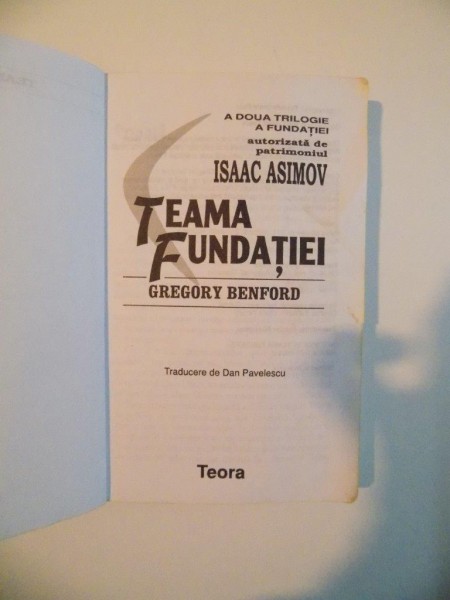 A DOUA TRILOGIE
A FUNDAȚIEI
autorizată de
patrimoniul
ISAAC ASIMOV
TEAMA
FUNDAȚIEI
GREGORY BENFORD
Traducere de Dan Pavelescu
Teora